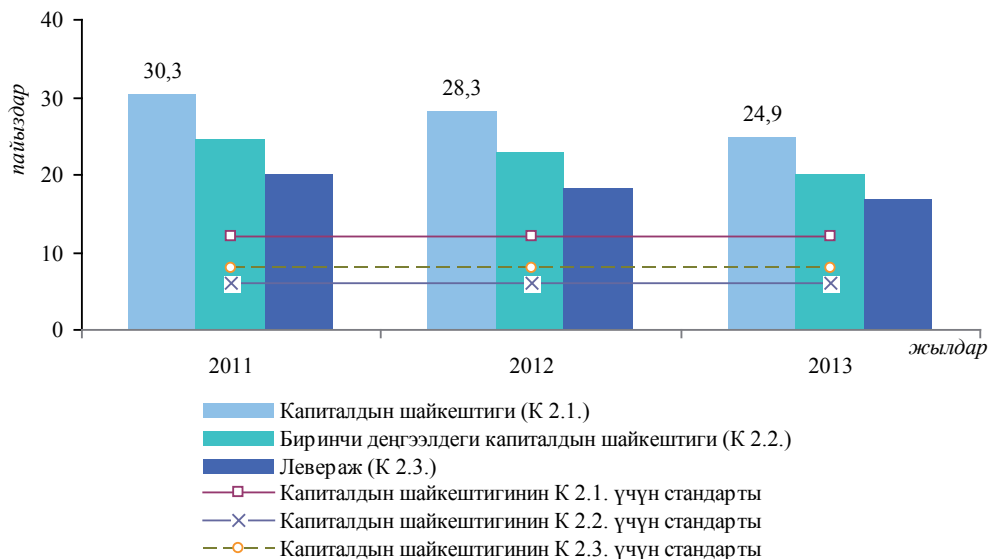 40
30
20
10
0
пайыздар
30,3
28,3
24,9
2011
2012
2013
жылдар
Капиталдын шайкештиги (К 2.1.)
Биринчи деңгээлдеги капиталдын шайкештиги (К 2.2.)
Левераж (К 2.3.)
Капиталдын шайкештигинин К 2.1. үчүн стандарты
Капиталдын шайкештигинин К 2.2. үчүн стандарты
Капиталдын шайкештигинин К 2.3. үчүн стандарты